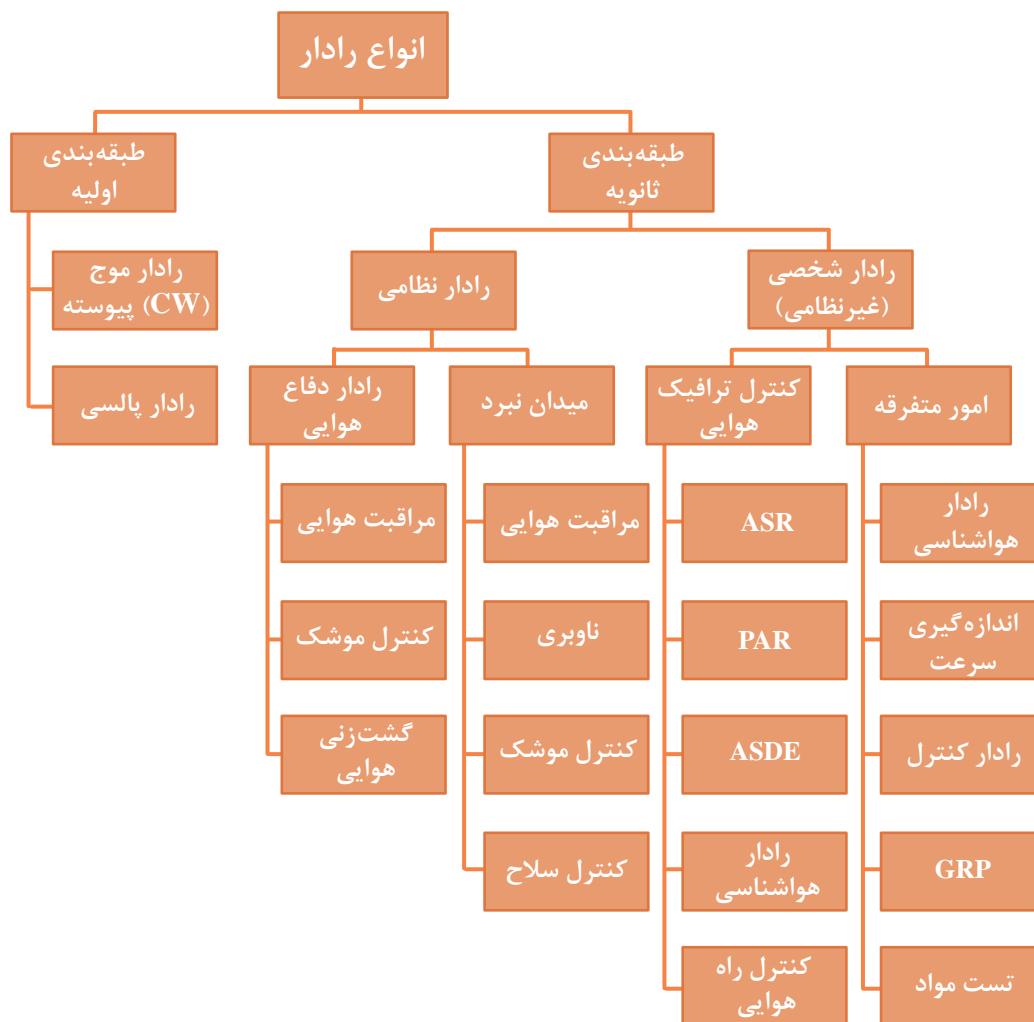 انواع رادار
طبقه‌بندی
اولیه
رادار موج
پیوسته (CW)
رادار پالسی
طبقه‌بندی
ثانویه
رادار نظامی
رادار دفاع
هوایی
مراقبت هوایی
کنترل موشک
گشت‌زنی
هوایی
میدان نبرد
مراقبت هوایی
ناوبری
کنترل موشک
کنترل سلاح
رادار شخصی
(غیرنظامی)
کنترل ترافیک
هوایی
ASR
PAR
ASDE
رادار
هواشناسی
کنترل راه
هوایی
امور متفرقه
رادار
هواشناسی
اندازه‌گیری
سرعت
رادار کنترل
GRP
تست مواد